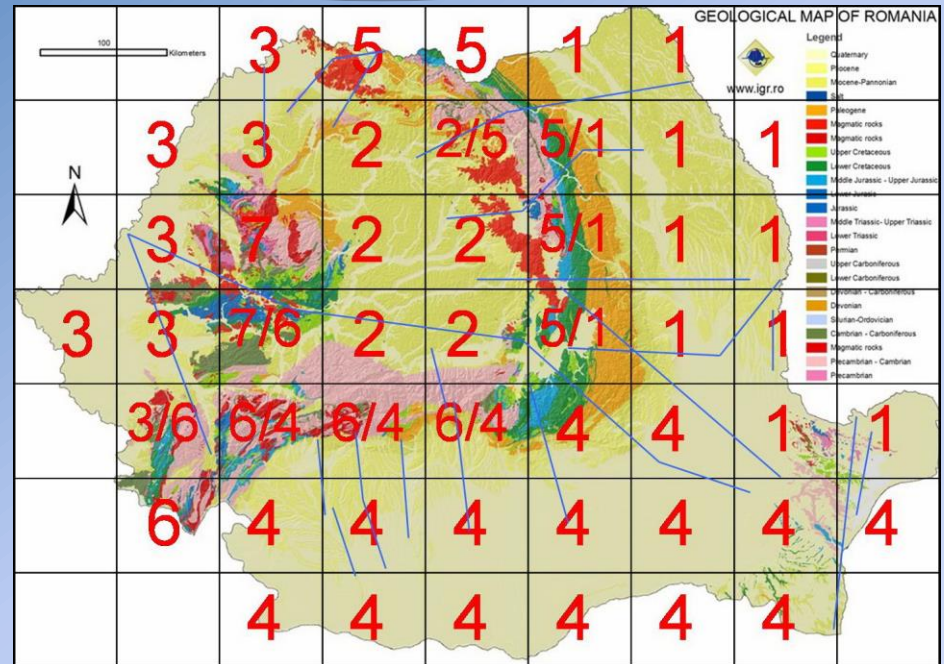 GEOLOGICAL MAP OF ROMANIA
100
Kilometers
www.igr.ro
N
Legend
Quaternary
Pliocene
Miocene-Pannonian
Salt
Paleogene
Magmatic rocks
Magmatic rocks
Upper Cretaceous
Lower Cretaceous
Middle Jurassic - Upper Jurassic
Lower Jurasic
Jurassic
Middle Triassic- Upper Triassic
Lower Triassic
Permian
Upper Carboniferous
Lower Carboniferous
Devonian - Carboniferous
Devonian
Silurian-Ordovician
Cambrian - Carboniferous
Magmatic rocks
Precambrian - Cambrian
Precambrian
3 5 5 1 1
3 3 2 2/5 5/1 1 1
3 7 2 2 5/1 1 1
3 3 7/6 2 2 5/1 1 1
3/6 6/4 6/4 6/4 4 4 1 1
6 4 4 4 4 4 4 4
4 4 4 4 4 4